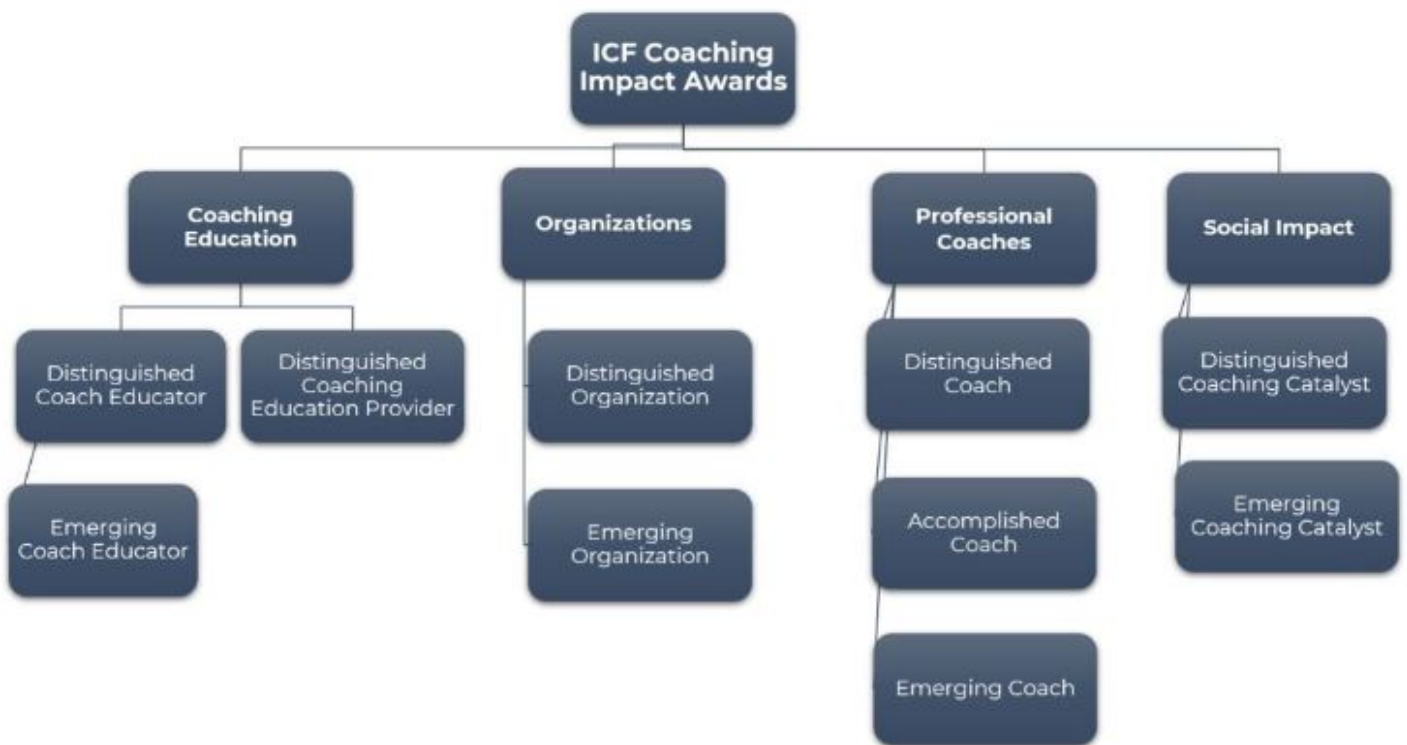 ICF Coaching
Impact Awards
Coaching
Education
Organizations
Professional
Coaches
Social Impact
Distinguished
Coach Educator
Distinguished
Coaching
Education Provider
Distinguished
Organization
Distinguished
Coach
Distinguished
Coaching Catalyst
Emerging
Coach Educator
Emerging
Organization
Accomplished
Coach
Emerging
Coaching Catalyst
Emerging Coach